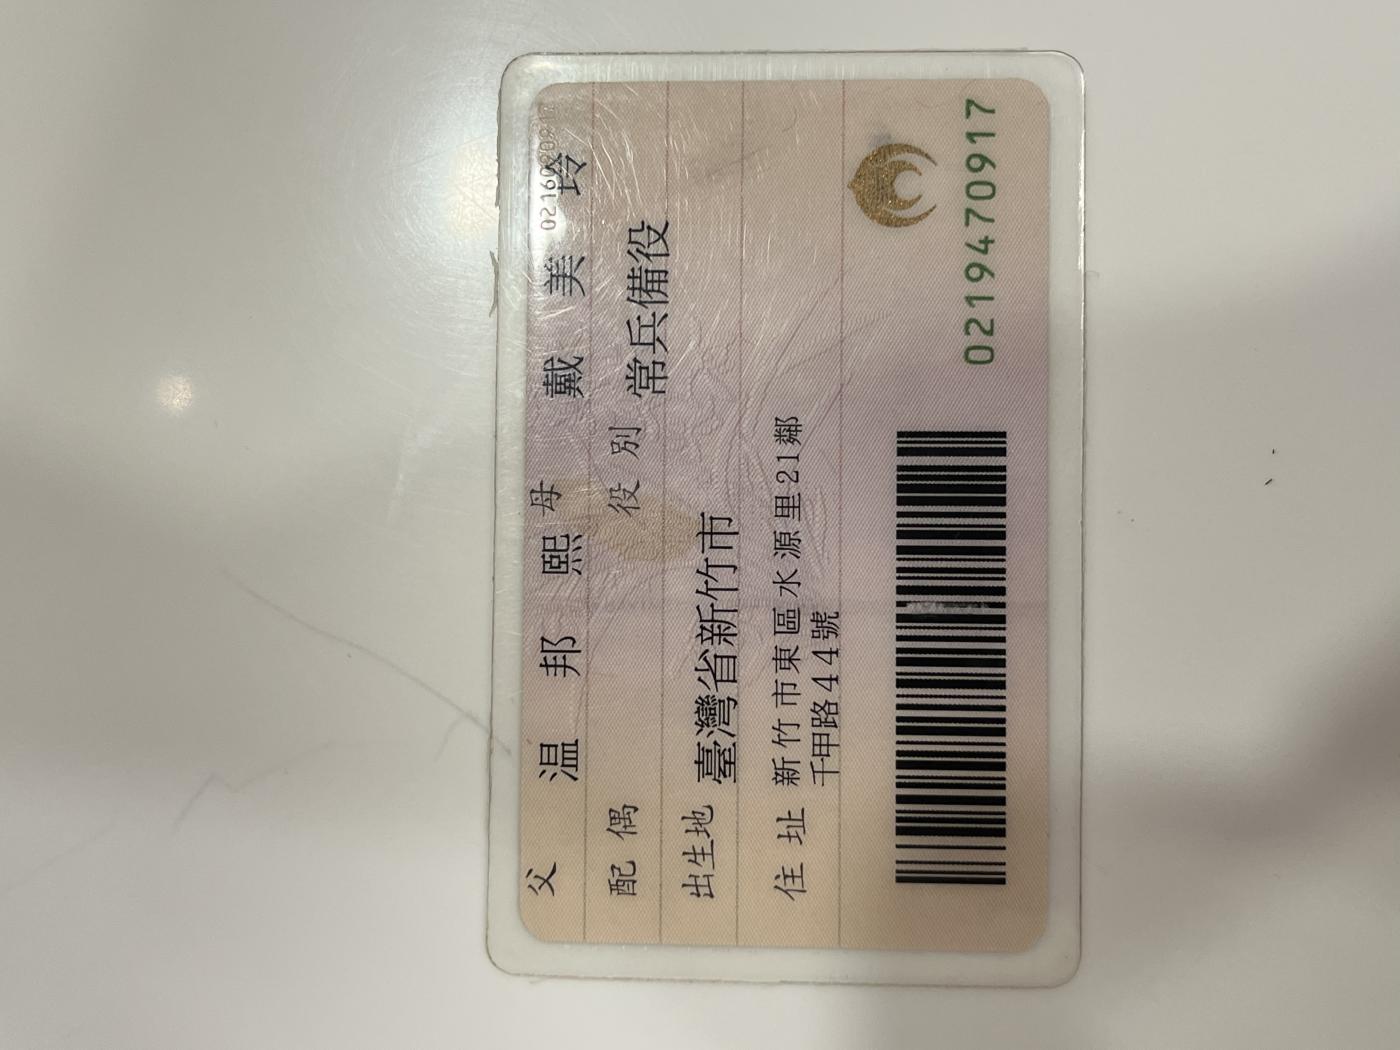 父 温邦熙 母 戴美玲
配偶 役別 常兵備役
出生地 臺灣省新竹市
住址 新竹市東區水源里21鄰
千甲路44號
0219470917